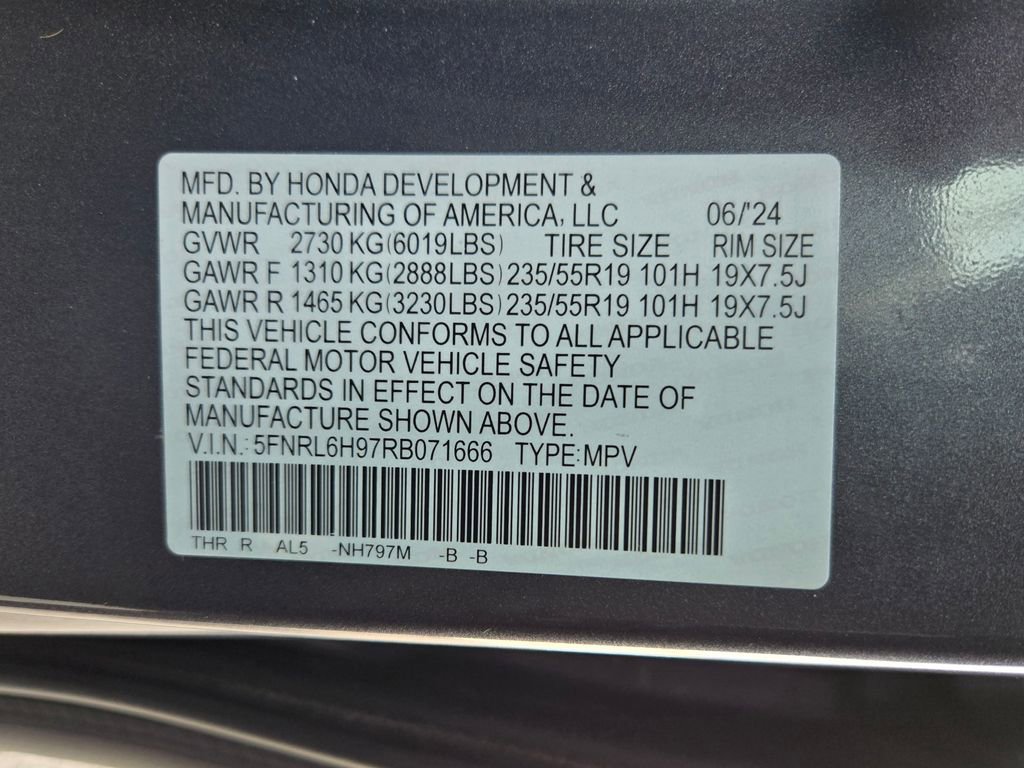 MFD. BY HONDA DEVELOPMENT &
MANUFACTURING OF AMERICA, LLC 06/'24
GVWR 2730 KG(6019LBS) TIRE SIZE RIM SIZE
GAWR F 1310 KG(2888LBS) 235/55R19 101H 19X7.5J
GAWR R 1465 KG(3230LBS) 235/55R19 101H 19X7.5J
THIS VEHICLE CONFORMS TO ALL APPLICABLE
FEDERAL MOTOR VEHICLE SAFETY
STANDARDS IN EFFECT ON THE DATE OF
MANUFACTURE SHOWN ABOVE.
V.I.N.: 5FNRL6H97RB071666 TYPE:MPV
THR R AL5 -NH797M -B -B